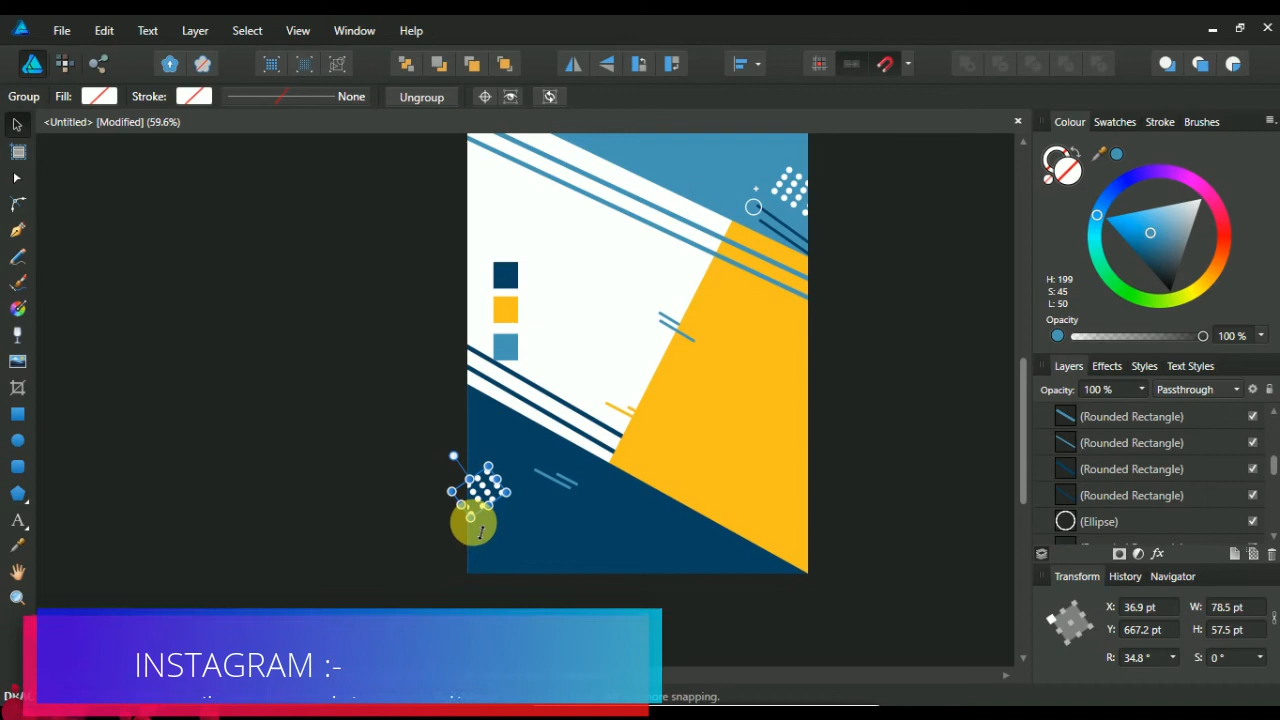 File Edit Text Layer Select View Window Help
Group Fill: Stroke: None Ungroup
<Untitled> [Modified] (59.6%)
Colour Swatches Stroke Brushes
H: 199
S: 45
L: 50
Opacity
100 %
Layers Effects Styles Text Styles
Opacity: 100 % Passthrough
(Rounded Rectangle)
(Rounded Rectangle)
(Rounded Rectangle)
(Rounded Rectangle)
(Ellipse)
Transform History Navigator
X: 36.9 pt W: 78.5 pt
Y: 667.2 pt H: 57.5 pt
R: 34.8 ° S: 0 °
INSTAGRAM :-
snapping.